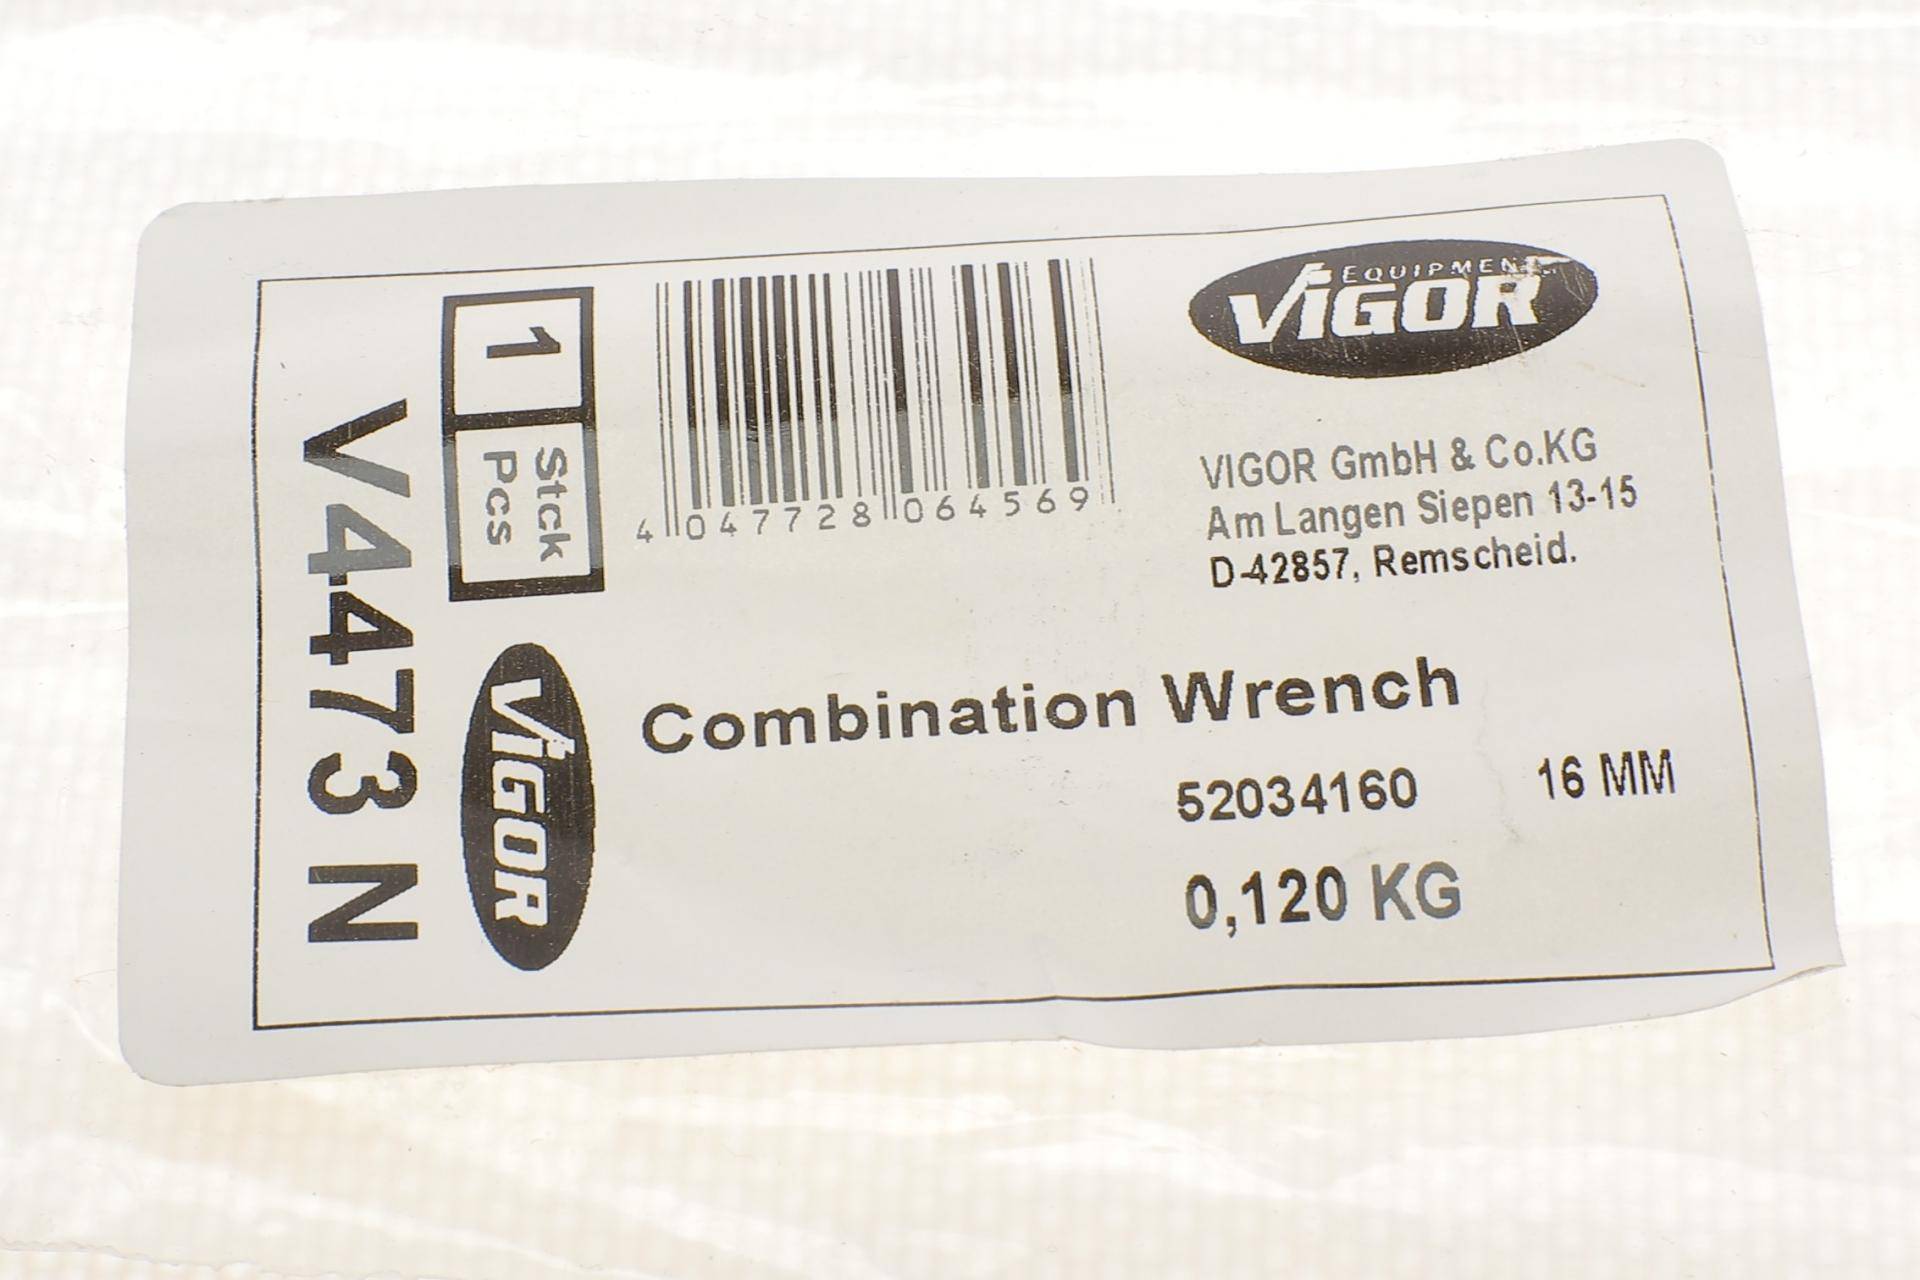 V4473 N
1
Stck
Pcs
VIGOR
4 047728 064569
EQUIPMENT
VIGOR
VIGOR GmbH & Co.KG
Am Langen Siepen 13-15
D-42857, Remscheid.
Combination Wrench
52034160 16 MM
0,120 KG